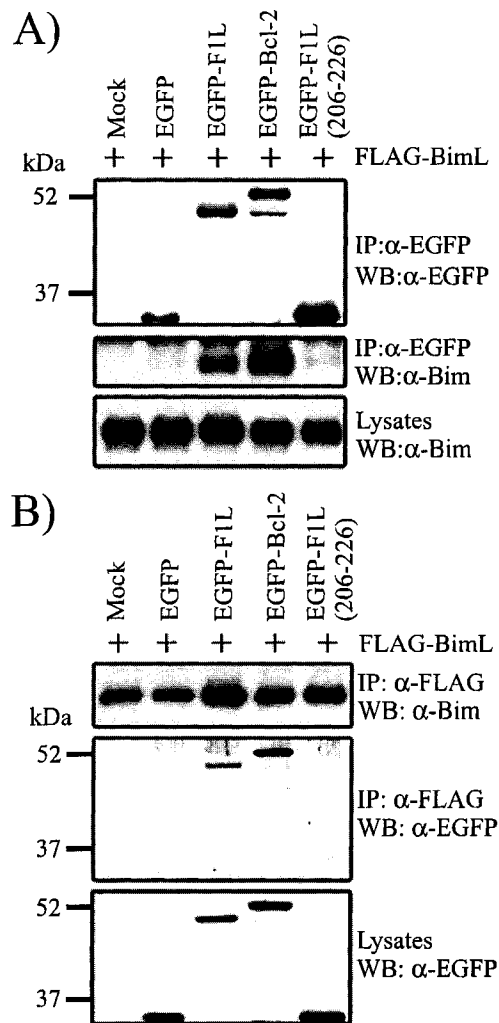 A)
Mock
EGFP
EGFP-F1L
EGFP-Bcl-2
EGFP-F1L
(206-226)
kDa
+ + + + + FLAG-BimL
52
37
IP:α-EGFP
WB:α-EGFP
IP:α-EGFP
WB:α-Bim
Lysates
WB:α-Bim
B)
Mock
EGFP
EGFP-F1L
EGFP-Bcl-2
EGFP-F1L
(206-226)
+ + + + + FLAG-BimL
IP: α-FLAG
WB: α-Bim
kDa
52
37
IP: α-FLAG
WB: α-EGFP
52
37
Lysates
WB: α-EGFP